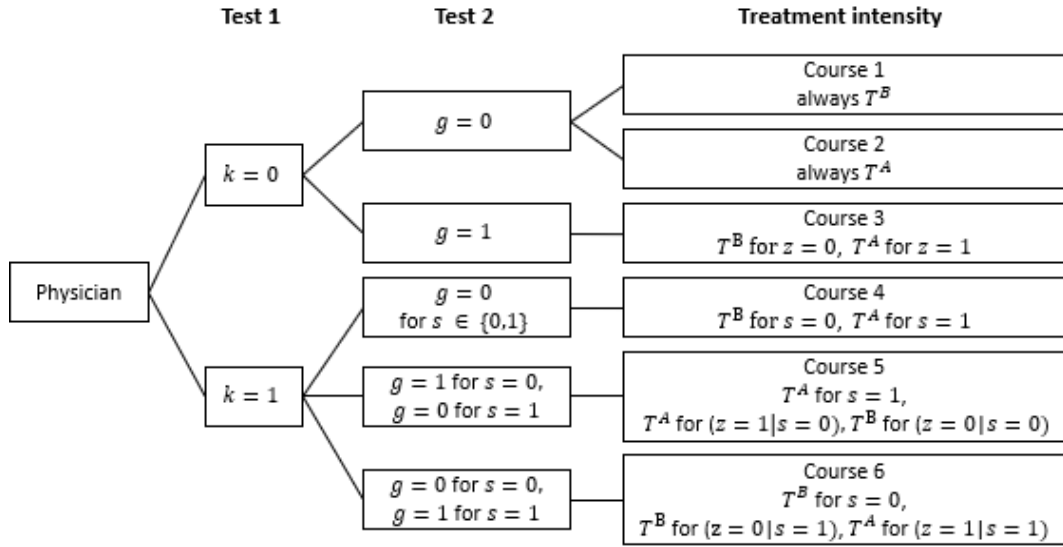 Test 1 Test 2 Treatment intensity
Course 1
always T^B
g = 0
Course 2
always T^A
k = 0
Course 3
g = 1
T^B for z = 0, T^A for z = 1
Physician
g = 0
for s ∈ {0,1}
Course 4
T^B for s = 0, T^A for s = 1
k = 1
g = 1 for s = 0,
g = 0 for s = 1
Course 5
T^A for s = 1,
T^A for (z = 1|s = 0), T^B for (z = 0|s = 0)
g = 0 for s = 0,
g = 1 for s = 1
Course 6
T^B for s = 0,
T^B for (z = 0|s = 1), T^A for (z = 1|s = 1)